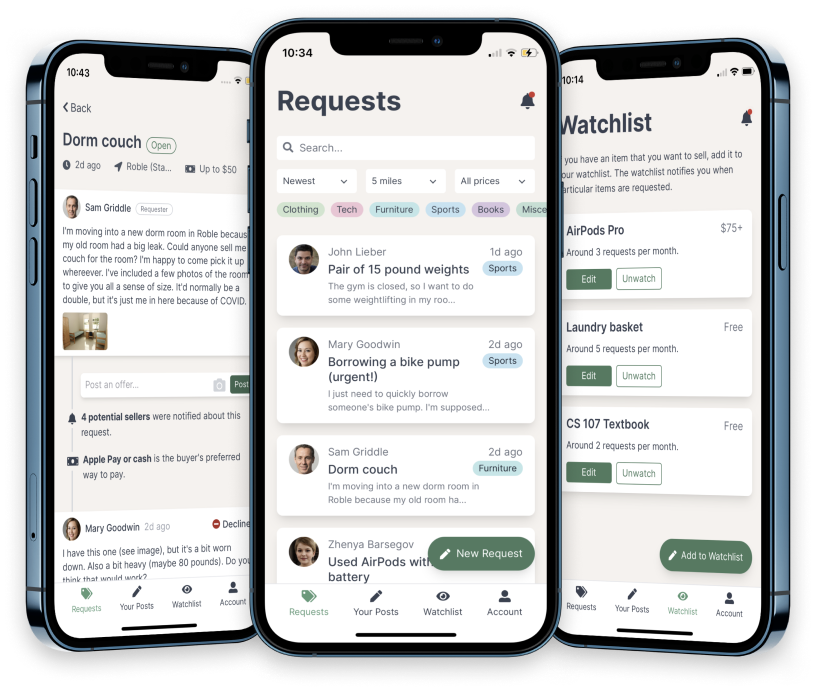 10:43
Back
Dorm couch Open
2d ago Roble (Sta... Up to $50
Sam Griddle Requester
I'm moving into a new dorm room in Roble because
my old room had a big leak. Could anyone sell me
couch for the room? I'm happy to come pick it up
whereever. I've included a few photos of the room
to give you all a sense of size. It'd normally be a
double, but it's just me in here because of COVID.
Post an offer... Post
4 potential sellers were notified about this
request.
Apple Pay or cash is the buyer's preferred
way to pay.
Mary Goodwin 2d ago Decline
I have this one (see image), but it's a bit worn
down. Also a bit heavy (maybe 80 pounds). Do you
think that would work?
Requests Your Posts Watchlist Account
10:34
Requests
Search...
Newest 5 miles All prices
Clothing Tech Furniture Sports Books Misce
John Lieber 1d ago
Pair of 15 pound weights Sports
The gym is closed, so I want to do
some weightlifting in my roo...
Mary Goodwin 2d ago
Borrowing a bike pump Sports
(urgent!)
I just need to quickly borrow
someone's bike pump. I'm supposed...
Sam Griddle 2d ago
Dorm couch Furniture
I'm moving into a new dorm room in
Roble because my old room ha...
Zhenya Barsegov
Used AirPods with
battery
New Request
Requests Your Posts Watchlist Account
10:14
Watchlist
you have an item that you want to sell, add it to
our watchlist. The watchlist notifies you when
articular items are requested.
AirPods Pro $75+
Around 3 requests per month.
Edit Unwatch
Laundry basket Free
Around 5 requests per month.
Edit Unwatch
CS 107 Textbook Free
Around 2 requests per month.
Edit Unwatch
Add to Watchlist
Requests Your Posts Watchlist Account